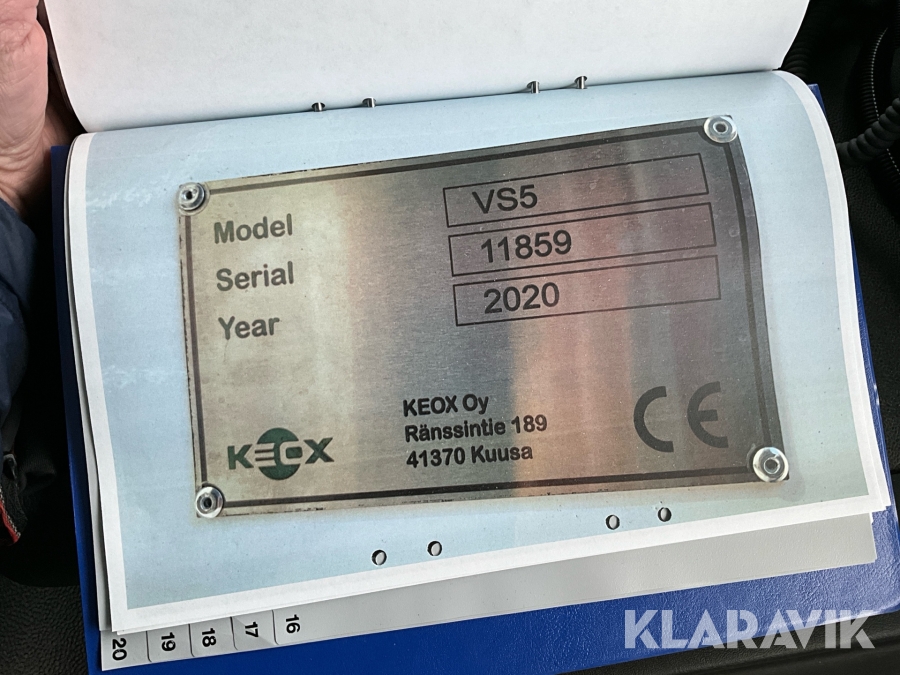 Model VS5
Serial 11859
Year 2020
KEOX
KEOX Oy
Ränssintie 189
41370 Kuusa
CE
20
19
18
17
16
KLARAVIK